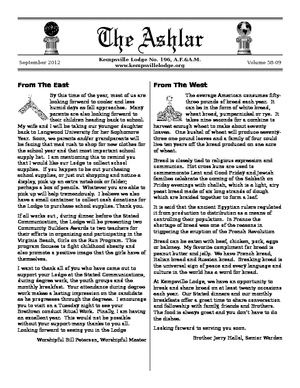 The Ashlar
Kempsville Lodge No. 196, A.F.&A.M.
September 2012
www.kempsvillelodge.org
Volume 58-09
From The East
By this time of the year, most of us are
looking forward to cooler and less
humid days as fall approaches. Many
parents are also looking forward to
their children heading back to school.
My wife and I will be taking our younger daughter
back to Longwood University for her Sophomore
Year. Soon, we parents and/or grandparents will
be facing that mad rush to shop for new clothes for
the school year and that most important school
supply list. I am mentioning this to remind you
that I would like our Lodge to collect school
supplies. If you happen to be out purchasing
school supplies, or just out shopping and notice a
display, pick up an extra notebook or folder;
perhaps a box of pencils. Whatever you are able to
pick up will help tremendously. I believe we also
have a small container to collect cash donations for
the Lodge to purchase school supplies. Thank you.
If all works out, during dinner before the Stated
Communication, the Lodge will be presenting two
Community Builders Awards to two teachers for
their efforts in organizing and participating in the
Virginia Beach, Girls on the Run Program. This
program focuses in fight childhood obesity and
also promote a positive image that the girls have of
themselves.
I want to thank all of you who have come out to
support your Lodge at the Stated Communications,
during degree work, the youth groups and the
monthly breakfast. Your attendance during degree
work makes a lasting impression on the candidate
as he progresses through the degrees. I encourage
you to visit on a Tuesday night to see your
Brethren conduct Ritual Work. Finally, I am having
an excellent year. This would not be possible
without your support-many thanks to you all.
Looking forward to seeing you in the Lodge
Worshipful Bill Peterson, Worshipful Master
From The West
The average American consumes fifty-
three pounds of bread each year. It
can be in the form of white bread,
wheat bread, pumpernickel or rye. It
takes nine seconds for a combine to
harvest enough wheat to make about seventy
loaves. One bushel of wheat will produce seventy-
three one pound loaves and a family of four could
live ten years off the bread produced on one acre
of wheat.
Bread is closely tied to religious expression and
communion. Hot cross buns are used to
commemorate Lent and Good Friday and Jewish
families celebrate the coming of the Sabbath on
Friday evenings with challah, which is a light, airy
yeast bread made of six long strands of dough
which are braided together to form a loaf.
It is said that the ancient Egyptian rulers regulated
it from production to distribution as a means of
controlling their population. In France the
shortage of bread was one of the reasons to
triggering the eruption of the French Revolution
Bread can be eaten with beef, chicken, pork, eggs
or baloney. My favorite compliment for bread is
peanut butter and jelly. We have French bread,
Italian bread and Russian bread. Breaking bread is
the universal sign of peace and every language and
culture in the world has a word for bread.
At Kempsville Lodge, we have an opportunity to
break and share bread on at least twenty occasions
each year. Our Stated dinners and our monthly
breakfasts offer a great time to share conversation
and fellowship with family, friends and Brothers.
The food is always great and you don't have to do
the dishes.
Looking forward to serving you soon.
Brother Jerry Halsl, Senior Warden